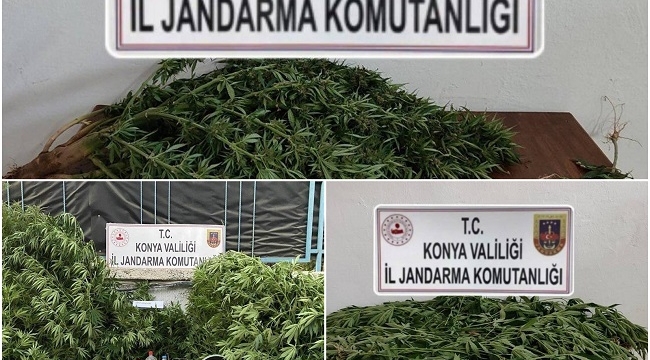 İL JANDARMA KOMUTANLIĞI
T.C.
KONYA VALİLİĞİ
İL JANDARMA KOMUTANLIĞI
T.C.
KONYA VALİLİĞİ
İL JANDARMA KOMUTANLIĞI